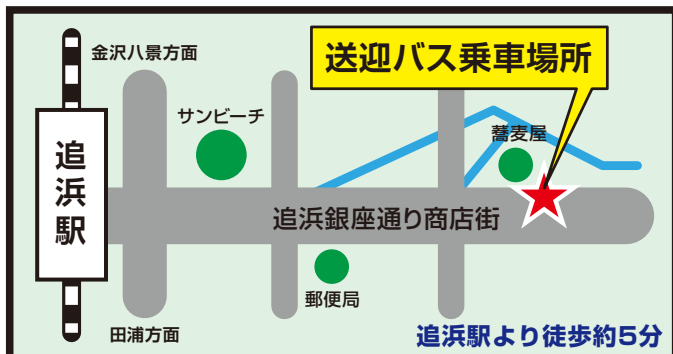 金沢八景方面
送迎バス乗車場所
サンビーチ
蕎麦屋
追浜駅
追浜銀座通り商店街
郵便局
田浦方面
追浜駅より徒歩約5分